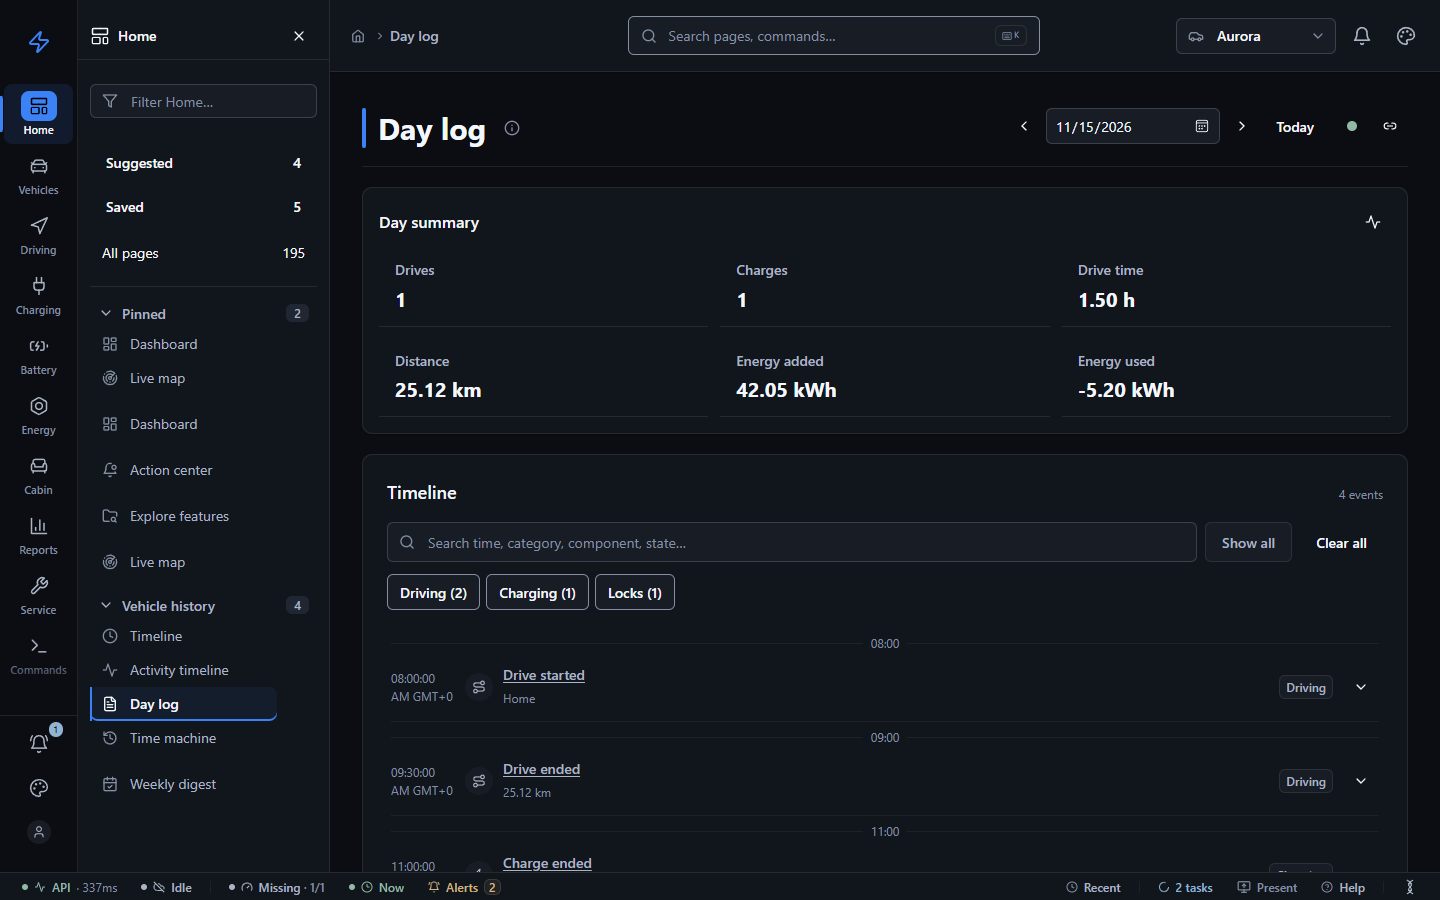 Home
Day log
Search pages, commands...
K
Aurora
Home
Vehicles
Driving
Charging
Battery
Energy
Cabin
Reports
Service
Commands
1
Filter Home...
Suggested 4
Saved 5
All pages 195
Pinned 2
Dashboard
Live map
Dashboard
Action center
Explore features
Live map
Vehicle history 4
Timeline
Activity timeline
Day log
Time machine
Weekly digest
Day log
11/15/2026
Today
Day summary
Drives
1
Charges
1
Drive time
1.50 h
Distance
25.12 km
Energy added
42.05 kWh
Energy used
-5.20 kWh
Timeline
4 events
Search time, category, component, state...
Show all
Clear all
Driving (2)
Charging (1)
Locks (1)
08:00
08:00:00
AM GMT+0
Drive started
Home
Driving
09:00
09:30:00
AM GMT+0
Drive ended
25.12 km
Driving
11:00
11:00:00
Charge ended
API · 337ms
Idle
Missing · 1/1
Now
Alerts 2
Recent
2 tasks
Present
Help